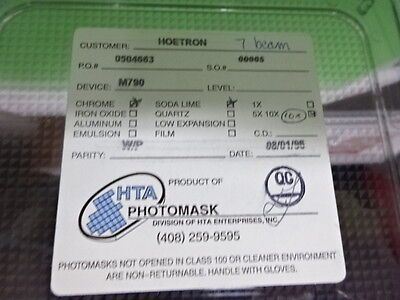 CUSTOMER: HOETRON 7 beam
P.O.# 0504663 S.O.# 00005
DEVICE: M790 LEVEL:
CHROME SODA LIME 1X
IRON OXIDE QUARTZ 5X 10X 10x
ALUMINUM LOW EXPANSION
EMULSION FILM C.D.:
PARITY: W/P DATE: 08/01/95
PRODUCT OF QC
HTA
PHOTOMASK
DIVISION OF HTA ENTERPRISES, INC.
(408) 259-9595
PHOTOMASKS NOT OPENED IN CLASS 100 OR CLEANER ENVIRONMENT
ARE NON-RETURNABLE. HANDLE WITH GLOVES.